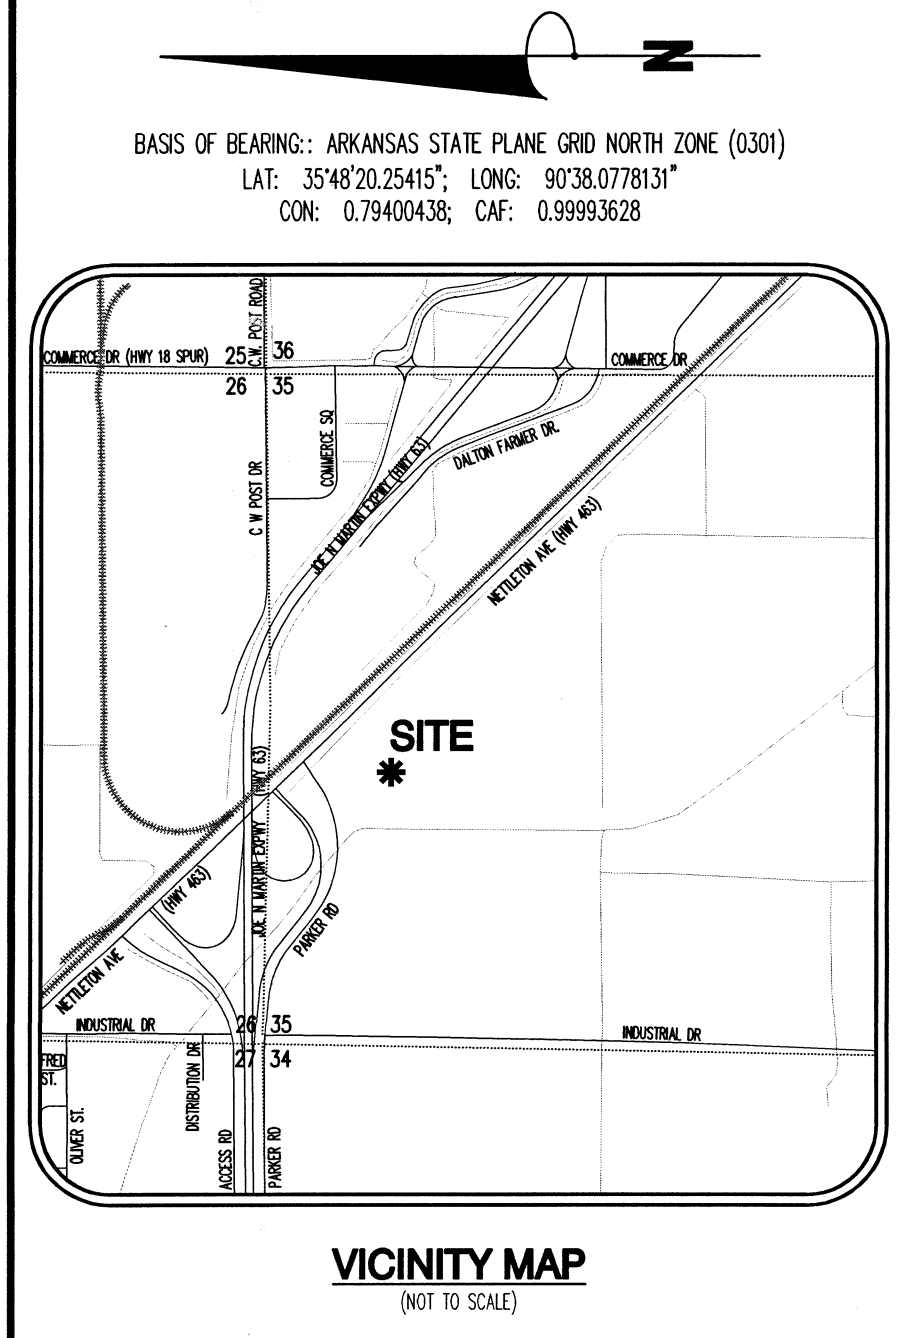 N
BASIS OF BEARING:: ARKANSAS STATE PLANE GRID NORTH ZONE (0301)
LAT: 35°48'20.25415"; LONG: 90°38.0778131"
CON: 0.79400438; CAF: 0.99993628
C.W. POST ROAD
COMMERCE DR (HWY 18 SPUR)
25
36
COMMERCE DR
26
35
COMMERCE SQ
C W POST DR
JOE N MARTIN EXPWY (HWY 63)
DALTON FARMER DR.
NETTLETON AVE (HWY 463)
SITE
JOE N MARTIN EXPWY (HWY 63)
(HWY 463)
PARKER RD
NETTLETON AVE
INDUSTRIAL DR
26
35
INDUSTRIAL DR
FRED
ST.
27
34
DISTRIBUTION DR
OLIVER ST.
ACCESS RD
PARKER RD
VICINITY MAP
(NOT TO SCALE)